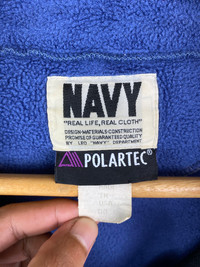 NAVY
"REAL LIFE, REAL CLOTH"
DESIGN-MATERIALS-CONSTRUCTION
PROMISE OF GUARANTEED QUALITY
BY LEO "NAVY" DEPARTMENT
POLARTEC®